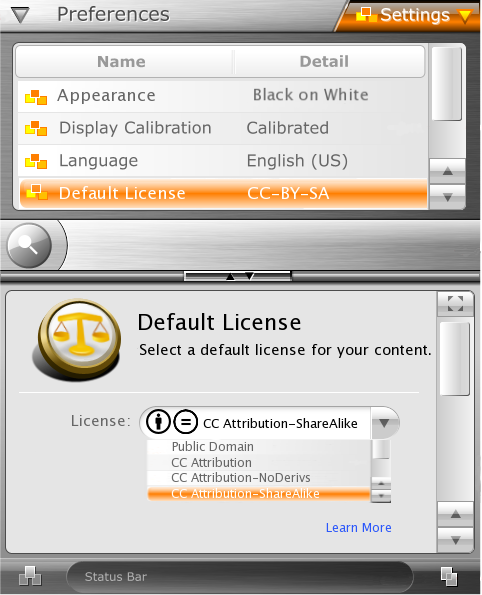 Preferences
Settings
Name Detail
Appearance Black on White
Display Calibration Calibrated
Language English (US)
Default License CC-BY-SA
Default License
Select a default license for your content.
License: CC Attribution-ShareAlike
Public Domain
CC Attribution
CC Attribution-NoDerivs
CC Attribution-ShareAlike
Learn More
Status Bar